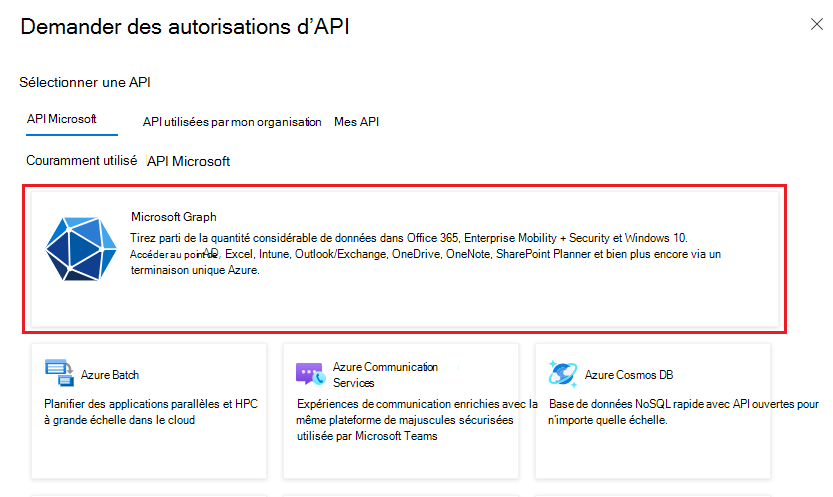 Demander des autorisations d’API
Sélectionner une API
API Microsoft API utilisées par mon organisation Mes API
Couramment utilisé API Microsoft
Microsoft Graph
Tirez parti de la quantité considérable de données dans Office 365, Enterprise Mobility + Security et Windows 10.
Accéder au point de AD, Excel, Intune, Outlook/Exchange, OneDrive, OneNote, SharePoint Planner et bien plus encore via un
terminaison unique Azure.
Azure Batch
Planifier des applications parallèles et HPC
à grande échelle dans le cloud
Azure Communication
Services
Expériences de communication enrichies avec la
même plateforme de majuscules sécurisées
utilisée par Microsoft Teams
Azure Cosmos DB
Base de données NoSQL rapide avec API ouvertes pour
n’importe quelle échelle.